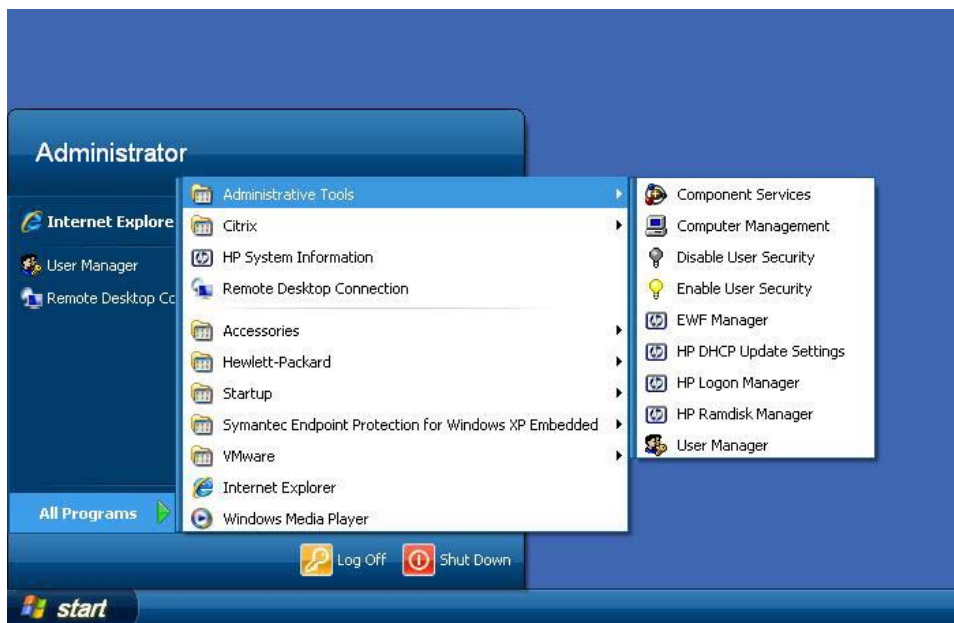 Administrator
Internet Explore
User Manager
Remote Desktop Cc
All Programs
Administrative Tools
Citrix
HP System Information
Remote Desktop Connection
Accessories
Hewlett-Packard
Startup
Symantec Endpoint Protection for Windows XP Embedded
VMware
Internet Explorer
Windows Media Player
Component Services
Computer Management
Disable User Security
Enable User Security
EWF Manager
HP DHCP Update Settings
HP Logon Manager
HP Ramdisk Manager
User Manager
Log Off
Shut Down
start